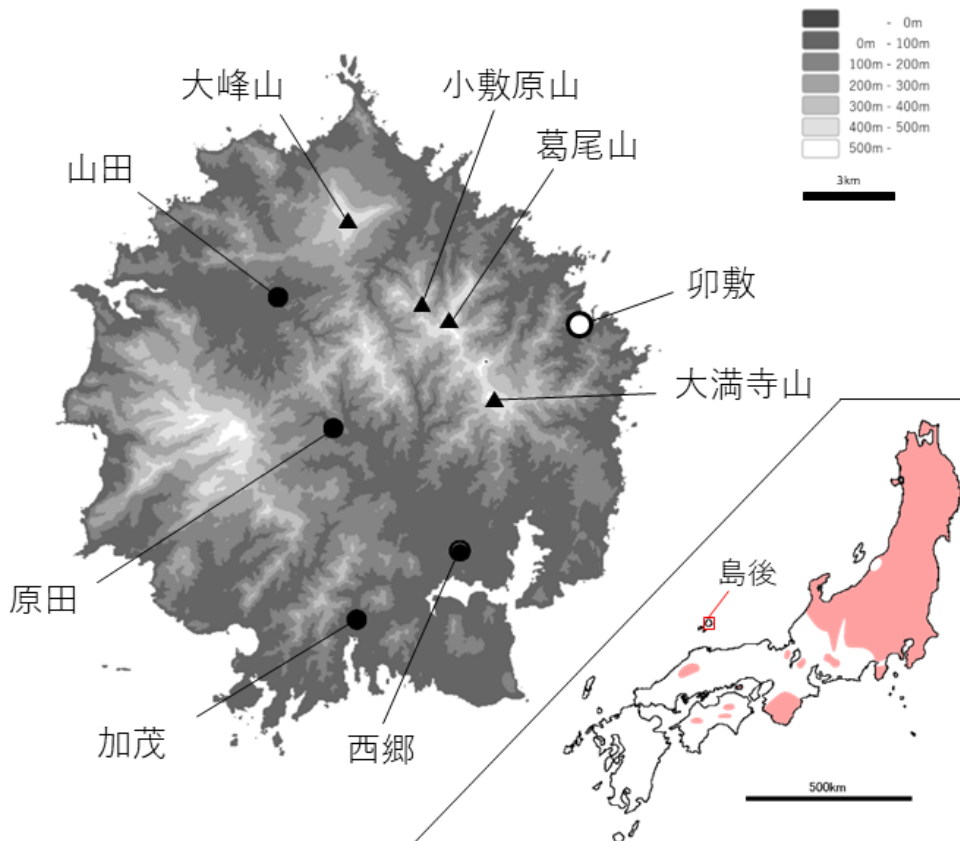 - 0m
0m - 100m
100m - 200m
200m - 300m
300m - 400m
400m - 500m
500m -
3km
大峰山
小敷原山
葛尾山
山田
卯敷
大満寺山
原田
島後
加茂
西郷
500km